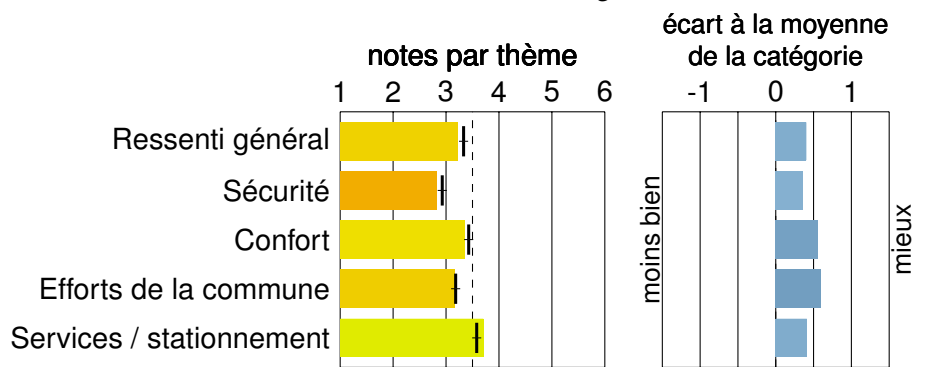 écart à la moyenne
de la catégorie
notes par thème
1 2 3 4 5 6
-1 0 1
Ressenti général
Sécurité
Confort
Efforts de la commune
Services / stationnement
moins bien
mieux